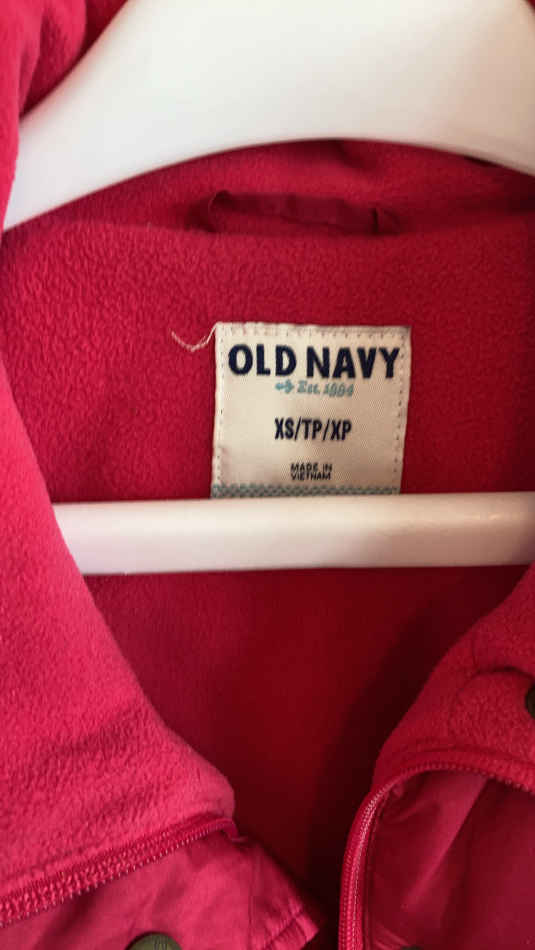 OLD NAVY
Est. 1994
XS/TP/XP
MADE IN
VIETNAM